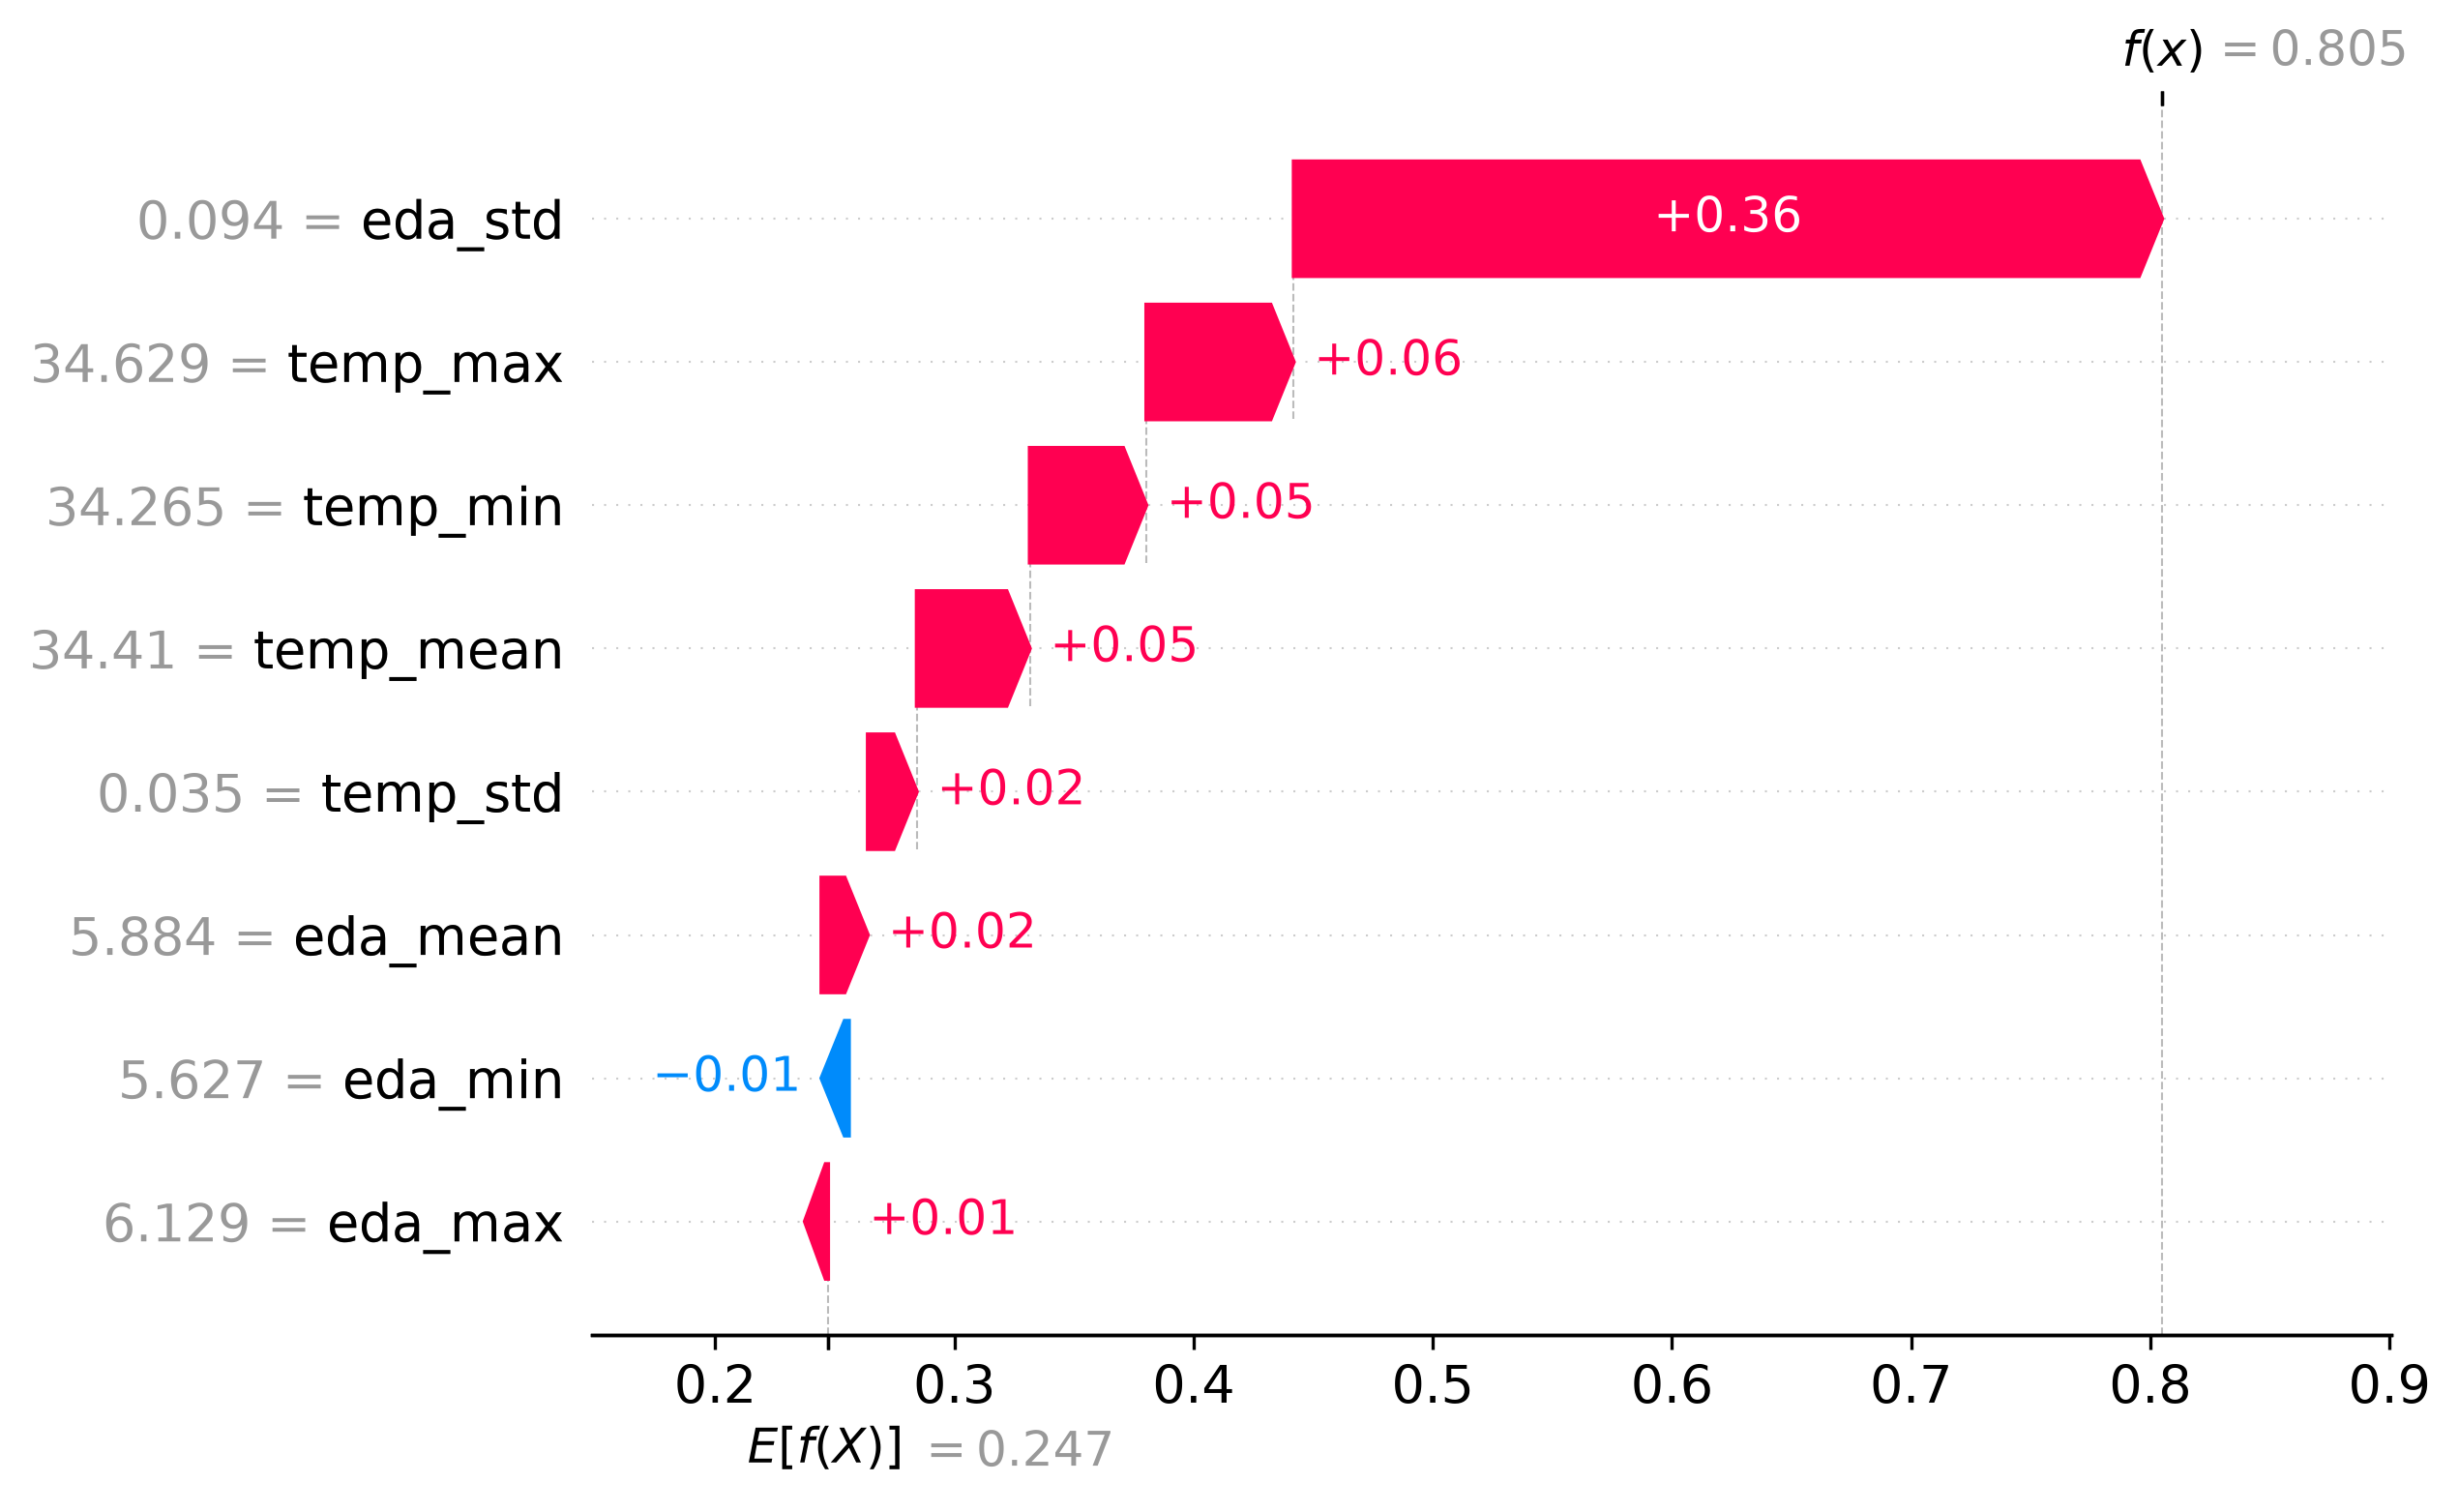 f(x) = 0.805
0.094 = eda_std +0.36
34.629 = temp_max +0.06
34.265 = temp_min +0.05
34.41 = temp_mean +0.05
0.035 = temp_std +0.02
5.884 = eda_mean +0.02
5.627 = eda_min −0.01
6.129 = eda_max +0.01
0.2 0.3 0.4 0.5 0.6 0.7 0.8 0.9
E[f(X)] = 0.247